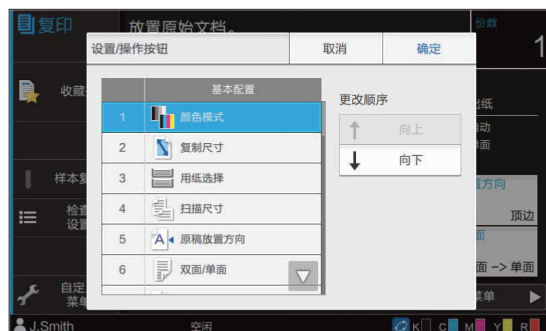 复印
放置原始文档。
份数
1
设置/操作按钮
取消
确定
收藏
基本配置
1 颜色模式
2 复制尺寸
3 用纸选择
4 扫描尺寸
5 原稿放置方向
6 双面/单面
更改顺序
向上
向下
出纸
自动
单面
样本复
检查
设置
置方向
顶边
面
面 -> 单面
自定
菜单
菜单
J.Smith
空闲
K C M Y R